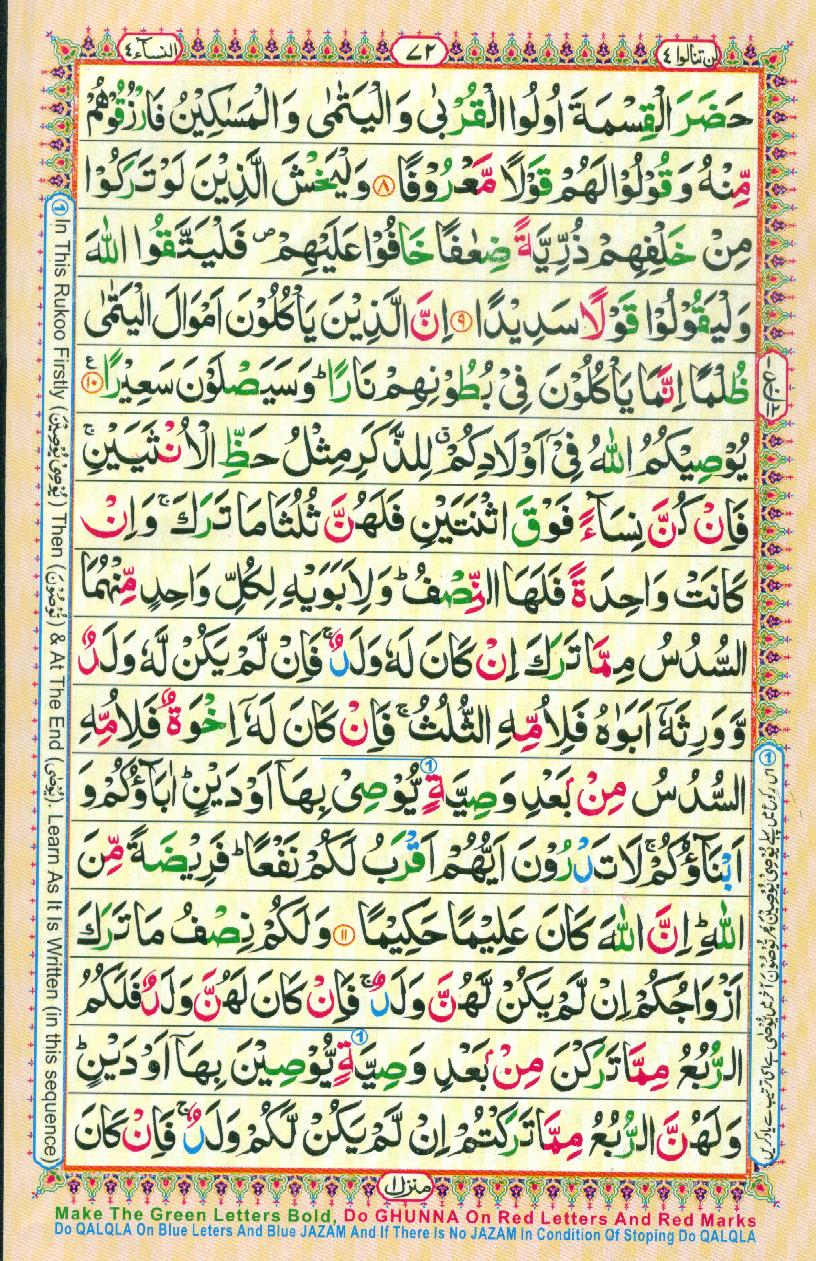 لن تنالوا ٤
٧٢
النسآء ٤
حَضَرَ الْقِسْمَةَ اُولُوا الْقُرْبٰى وَالْيَتٰمٰى وَالْمَسٰكِيْنُ فَارْزُقُوْهُمْ
مِّنْهُ وَقُوْلُوْا لَهُمْ قَوْلًا مَّعْرُوْفًا ۝٨ وَلْيَخْشَ الَّذِيْنَ لَوْ تَرَكُوْا
مِنْ خَلْفِهِمْ ذُرِّيَّةً ضِعٰفًا خَافُوْا عَلَيْهِمْ ۪ فَلْيَتَّقُوا اللّٰهَ
وَلْيَقُوْلُوْا قَوْلًا سَدِيْدًا ۝٩ اِنَّ الَّذِيْنَ يَاْكُلُوْنَ اَمْوَالَ الْيَتٰمٰى
ظُلْمًا اِنَّمَا يَاْكُلُوْنَ فِىْ بُطُوْنِهِمْ نَارًا ؕ وَسَيَصْلَوْنَ سَعِيْرًا ۝١٠
يُوْصِيْكُمُ اللّٰهُ فِىْۤ اَوْلَادِكُمْ ۗ لِلذَّكَرِ مِثْلُ حَظِّ الْاُنْثَيَيْنِ ۚ
فَاِنْ كُنَّ نِسَآءً فَوْقَ اثْنَتَيْنِ فَلَهُنَّ ثُلُثَا مَا تَرَكَ ۚ وَاِنْ
كَانَتْ وَاحِدَةً فَلَهَا النِّصْفُ ؕ وَلِاَبَوَيْهِ لِكُلِّ وَاحِدٍ مِّنْهُمَا
السُّدُسُ مِمَّا تَرَكَ اِنْ كَانَ لَهٗ وَلَدٌ ۚ فَاِنْ لَّمْ يَكُنْ لَّهٗ وَلَدٌ
وَّوَرِثَهٗۤ اَبَوٰهُ فَلِاُمِّهِ الثُّلُثُ ۚ فَاِنْ كَانَ لَهٗۤ اِخْوَةٌ فَلِاُمِّهِ
السُّدُسُ مِنْۢ بَعْدِ وَصِيَّةٍ يُّوْصِىْ بِهَاۤ اَوْ دَيْنٍ ؕ اٰبَآؤُكُمْ وَ
اَبْنَآؤُكُمْ ۚ لَا تَدْرُوْنَ اَيُّهُمْ اَقْرَبُ لَكُمْ نَفْعًا ؕ فَرِيْضَةً مِّنَ
اللّٰهِ ؕ اِنَّ اللّٰهَ كَانَ عَلِيْمًا حَكِيْمًا ۝١١ وَلَكُمْ نِصْفُ مَا تَرَكَ
اَزْوَاجُكُمْ اِنْ لَّمْ يَكُنْ لَّهُنَّ وَلَدٌ ۚ فَاِنْ كَانَ لَهُنَّ وَلَدٌ فَلَكُمُ
الرُّبُعُ مِمَّا تَرَكْنَ مِنْۢ بَعْدِ وَصِيَّةٍ يُّوْصِيْنَ بِهَاۤ اَوْ دَيْنٍ ؕ
وَلَهُنَّ الرُّبُعُ مِمَّا تَرَكْتُمْ اِنْ لَّمْ يَكُنْ لَّكُمْ وَلَدٌ ۚ فَاِنْ كَانَ
منزل ١
① In This Rukoo Firstly (يُوْصِىْ يُوْصِيْنَ) Then (تُوْصُوْنَ) & At The End (يُوْصٰى). Learn As It Is Written (in this sequence)
① اس رکوع میں پہلے يُوْصِىْ يُوْصِيْنَ پھر تُوْصُوْنَ آخر میں يُوْصٰى ہے اسی ترتیب سے یاد کریں
Make The Green Letters Bold, Do GHUNNA On Red Letters And Red Marks
Do QALQLA On Blue Leters And Blue JAZAM And If There Is No JAZAM In Condition Of Stoping Do QALQLA